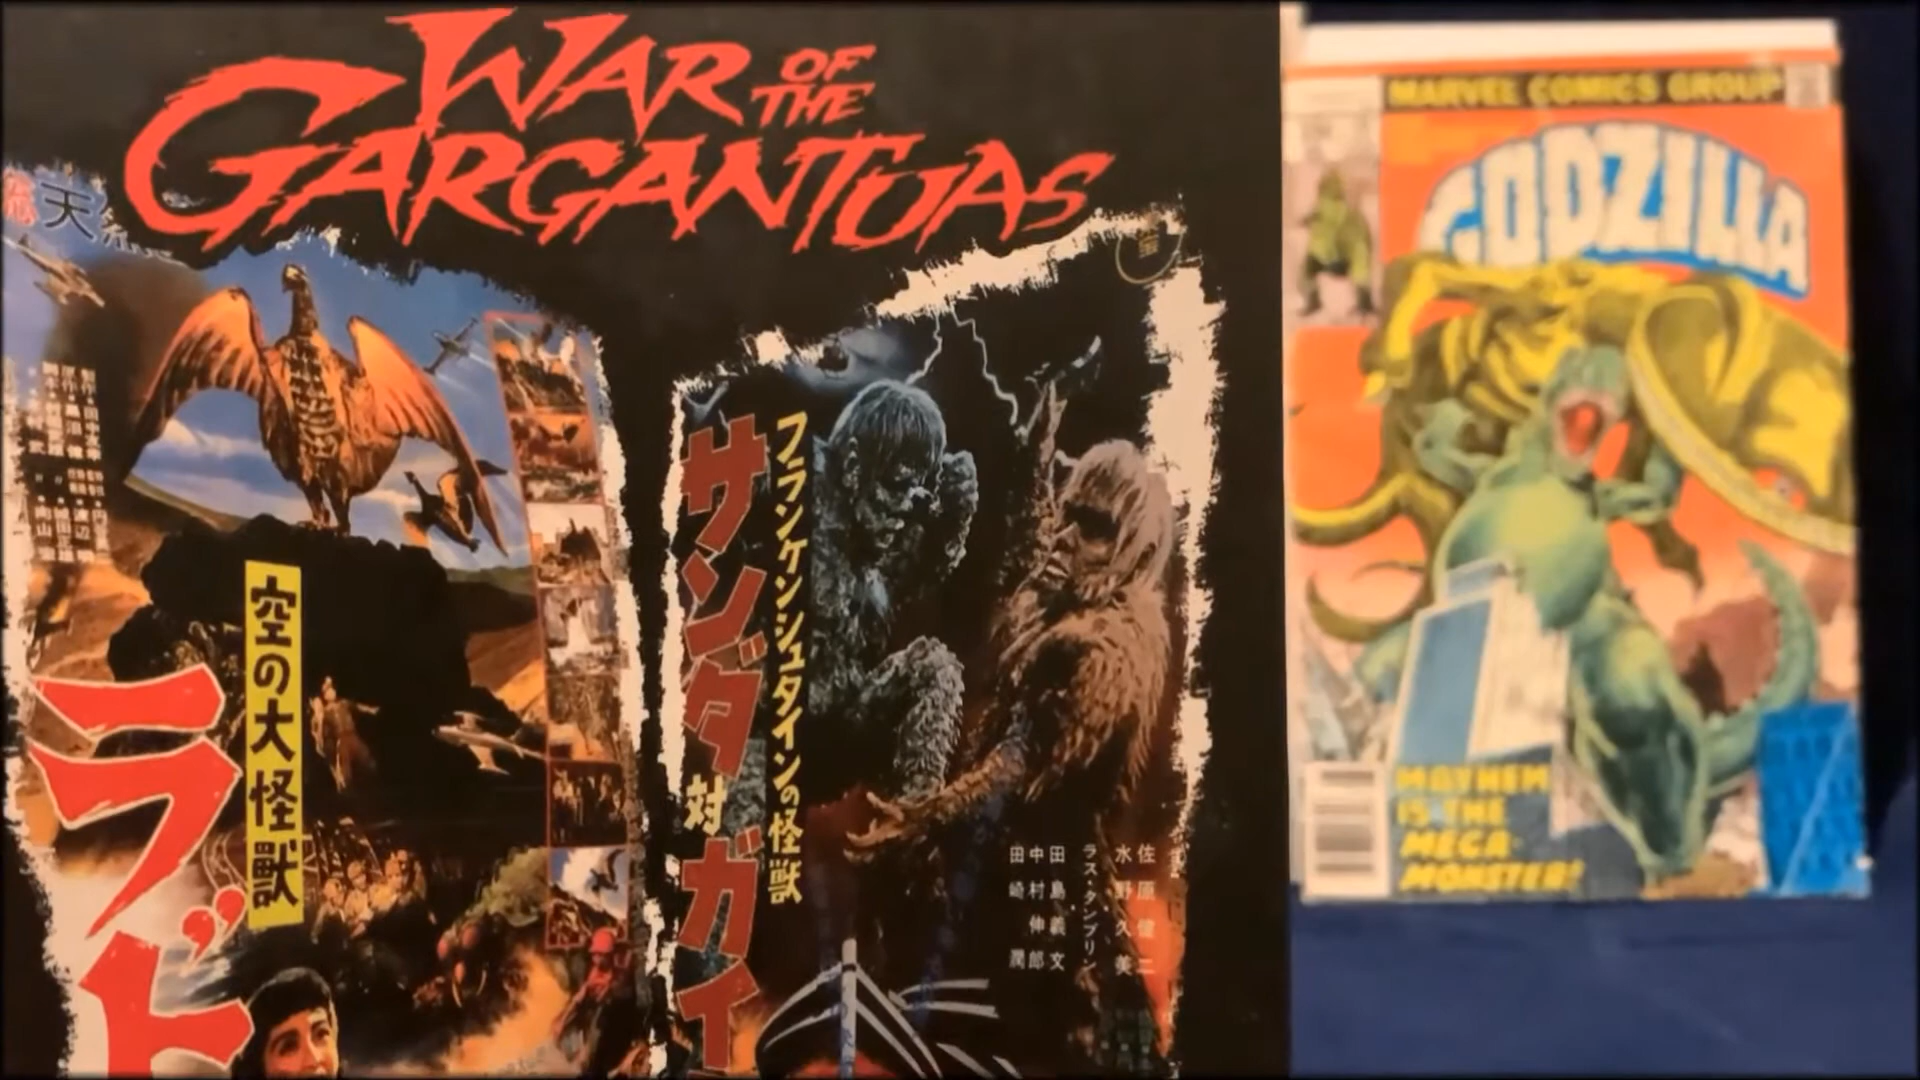 WAR OF
THE
GARGANTUAS
天
空の大怪獣
ラドン
フランケンシュタインの怪獣
サンダ対ガイ
佐原健二
水野久美
ラス・タンブリン
田島義文
中村伸郎
田崎潤
MARVEL COMICS GROUP
GODZILLA
MAYHEM
IS THE
MEGA-
MONSTER!